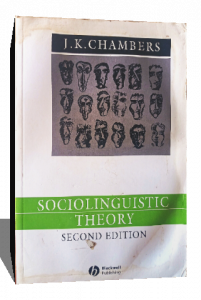 J.K.CHAMBERS
SOCIOLINGUISTIC
THEORY
SECOND EDITION
Blackwell
Publishing